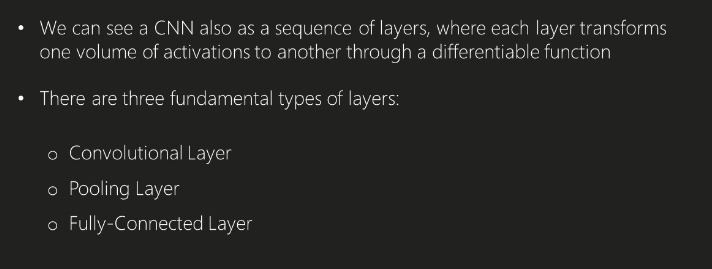 • We can see a CNN also as a sequence of layers, where each layer transforms
one volume of activations to another through a differentiable function
• There are three fundamental types of layers:
o Convolutional Layer
o Pooling Layer
o Fully-Connected Layer